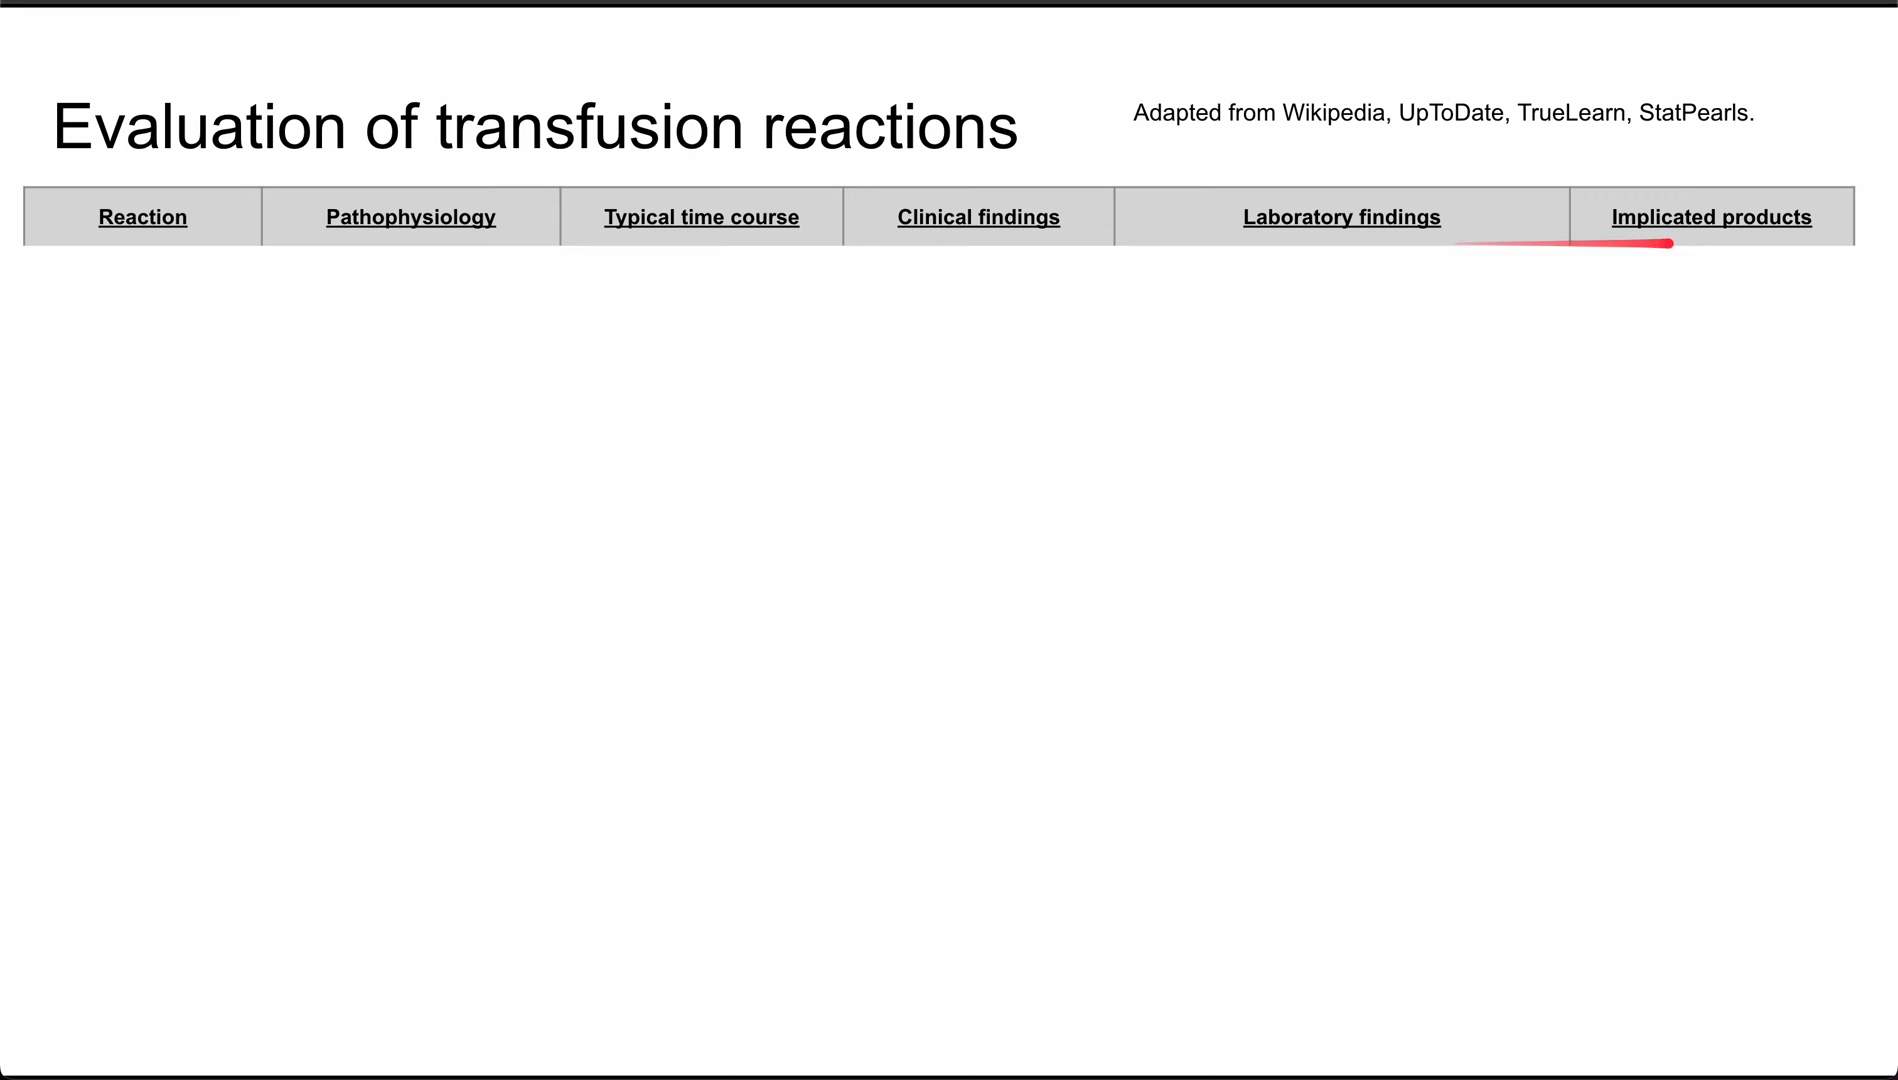 Evaluation of transfusion reactions
Adapted from Wikipedia, UpToDate, TrueLearn, StatPearls.
Reaction
Pathophysiology
Typical time course
Clinical findings
Laboratory findings
Implicated products